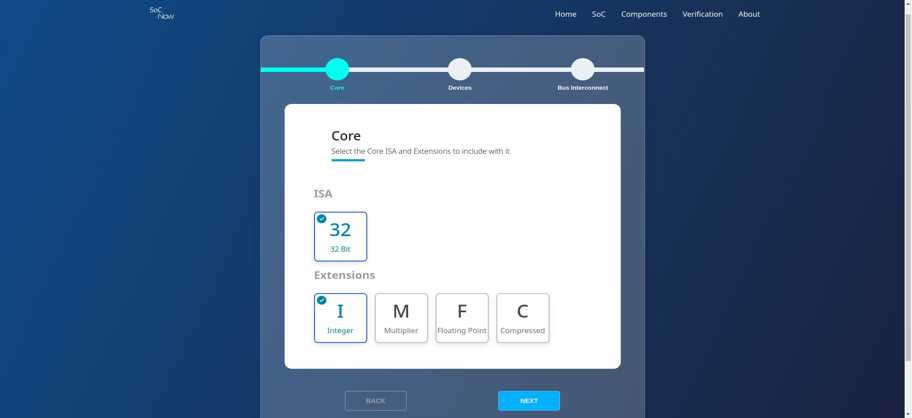 SoC
Now
Home SoC Components Verification About
Core Devices Bus Interconnect
Core
Select the Core ISA and Extensions to include with it.
ISA
32
32 Bit
Extensions
I M F C
Integer Multiplier Floating Point Compressed
BACK NEXT